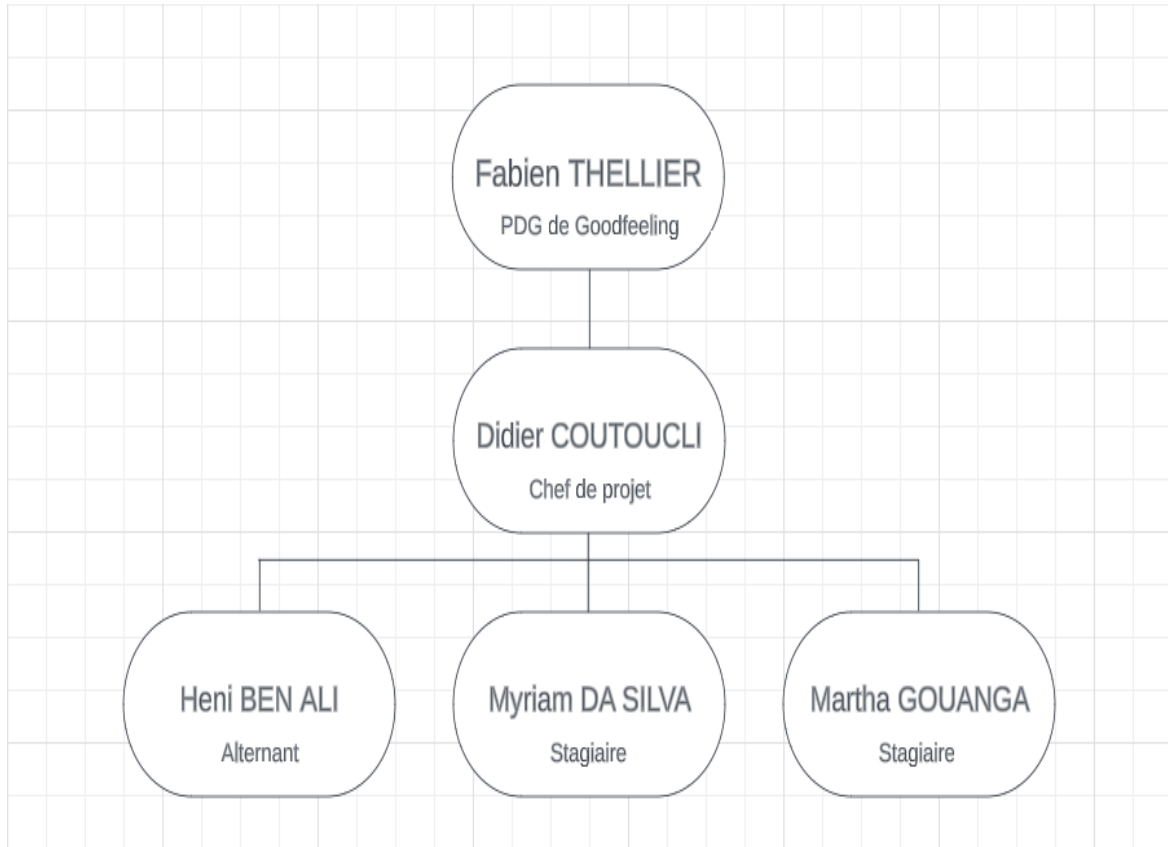 Fabien THELLIER
PDG de Goodfeeling
Didier COUTOUCLI
Chef de projet
Heni BEN ALI
Alternant
Myriam DA SILVA
Stagiaire
Martha GOUANGA
Stagiaire